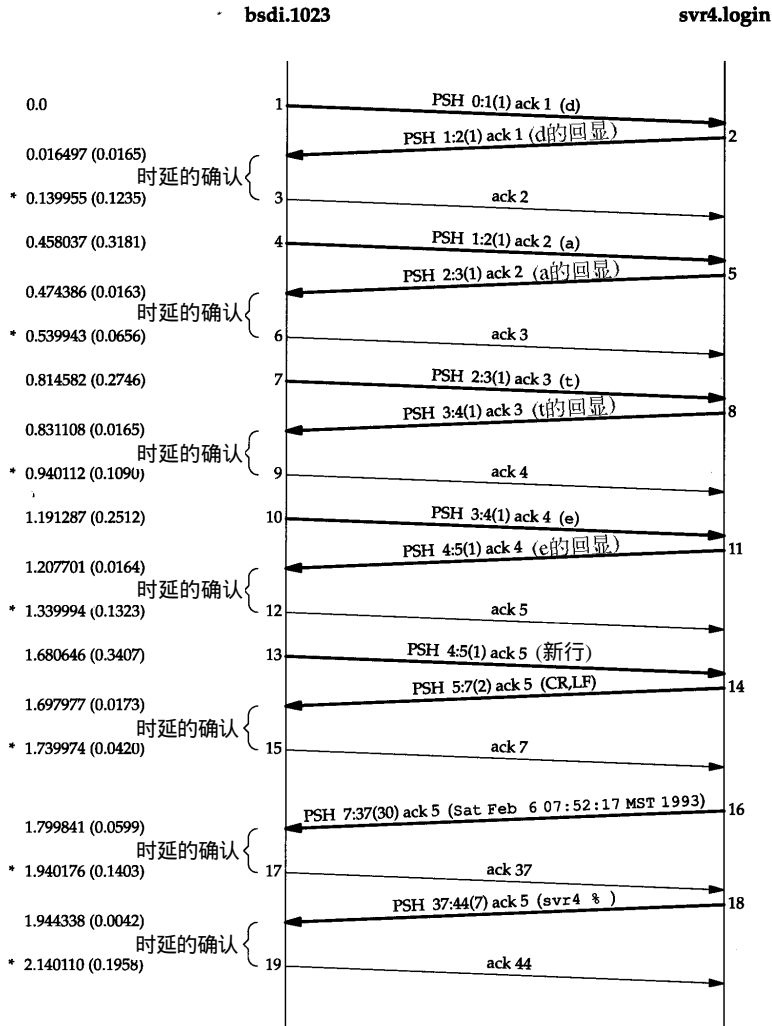 bsdi.1023 svr4.login
0.0 1 PSH 0:1(1) ack 1 (d)
PSH 1:2(1) ack 1 (d的回显) 2
0.016497 (0.0165)
时延的确认
* 0.139955 (0.1235) 3 ack 2
0.458037 (0.3181) 4 PSH 1:2(1) ack 2 (a)
PSH 2:3(1) ack 2 (a的回显) 5
0.474386 (0.0163)
时延的确认
* 0.539943 (0.0656) 6 ack 3
0.814582 (0.2746) 7 PSH 2:3(1) ack 3 (t)
PSH 3:4(1) ack 3 (t的回显) 8
0.831108 (0.0165)
时延的确认
* 0.940112 (0.1090) 9 ack 4
1.191287 (0.2512) 10 PSH 3:4(1) ack 4 (e)
PSH 4:5(1) ack 4 (e的回显) 11
1.207701 (0.0164)
时延的确认
* 1.339994 (0.1323) 12 ack 5
1.680646 (0.3407) 13 PSH 4:5(1) ack 5 (新行)
PSH 5:7(2) ack 5 (CR,LF) 14
1.697977 (0.0173)
时延的确认
* 1.739974 (0.0420) 15 ack 7
PSH 7:37(30) ack 5 (Sat Feb 6 07:52:17 MST 1993) 16
1.799841 (0.0599)
时延的确认
* 1.940176 (0.1403) 17 ack 37
PSH 37:44(7) ack 5 (svr4 % ) 18
1.944338 (0.0042)
时延的确认
* 2.140110 (0.1958) 19 ack 44